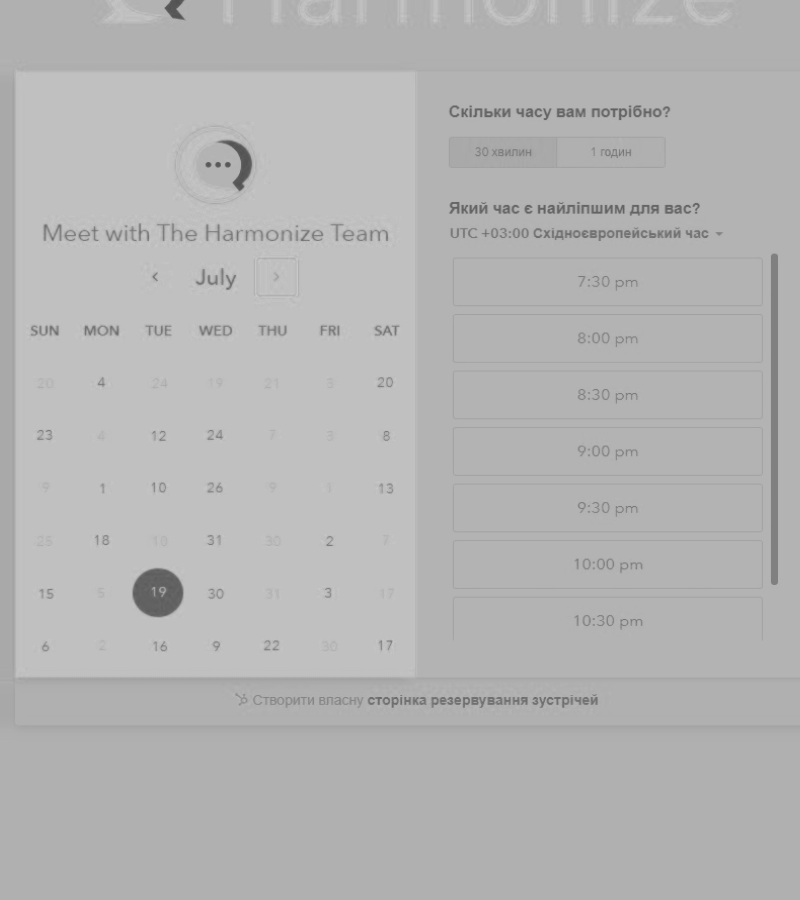 Harmonize
Meet with The Harmonize Team
July
SUN MON TUE WED THU FRI SAT
20 4 24 19 21 3 20
23 4 12 24 7 3 8
9 1 10 26 9 1 13
25 18 10 31 30 2
15 5 19 30 31 3 17
6 2 16 9 22 30 17
Скільки часу вам потрібно?
30 хвилин 1 годин
Який час є найліпшим для вас?
UTC +03:00 Східноєвропейський час
7:30 pm
8:00 pm
8:30 pm
9:00 pm
9:30 pm
10:00 pm
10:30 pm
Створити власну сторінка резервування зустрічей